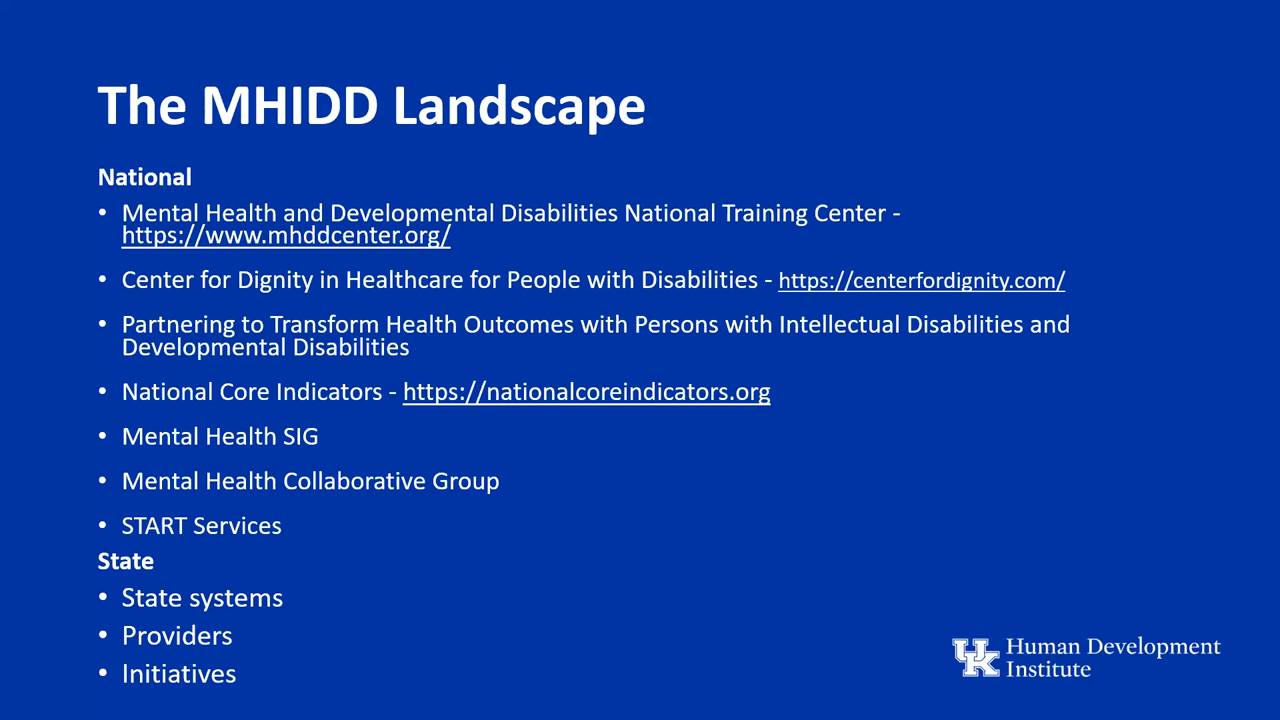 The MHIDD Landscape
National
• Mental Health and Developmental Disabilities National Training Center -
https://www.mhddcenter.org/
• Center for Dignity in Healthcare for People with Disabilities - https://centerfordignity.com/
• Partnering to Transform Health Outcomes with Persons with Intellectual Disabilities and
Developmental Disabilities
• National Core Indicators - https://nationalcoreindicators.org
• Mental Health SIG
• Mental Health Collaborative Group
• START Services
State
• State systems
• Providers
• Initiatives
UK Human Development
Institute